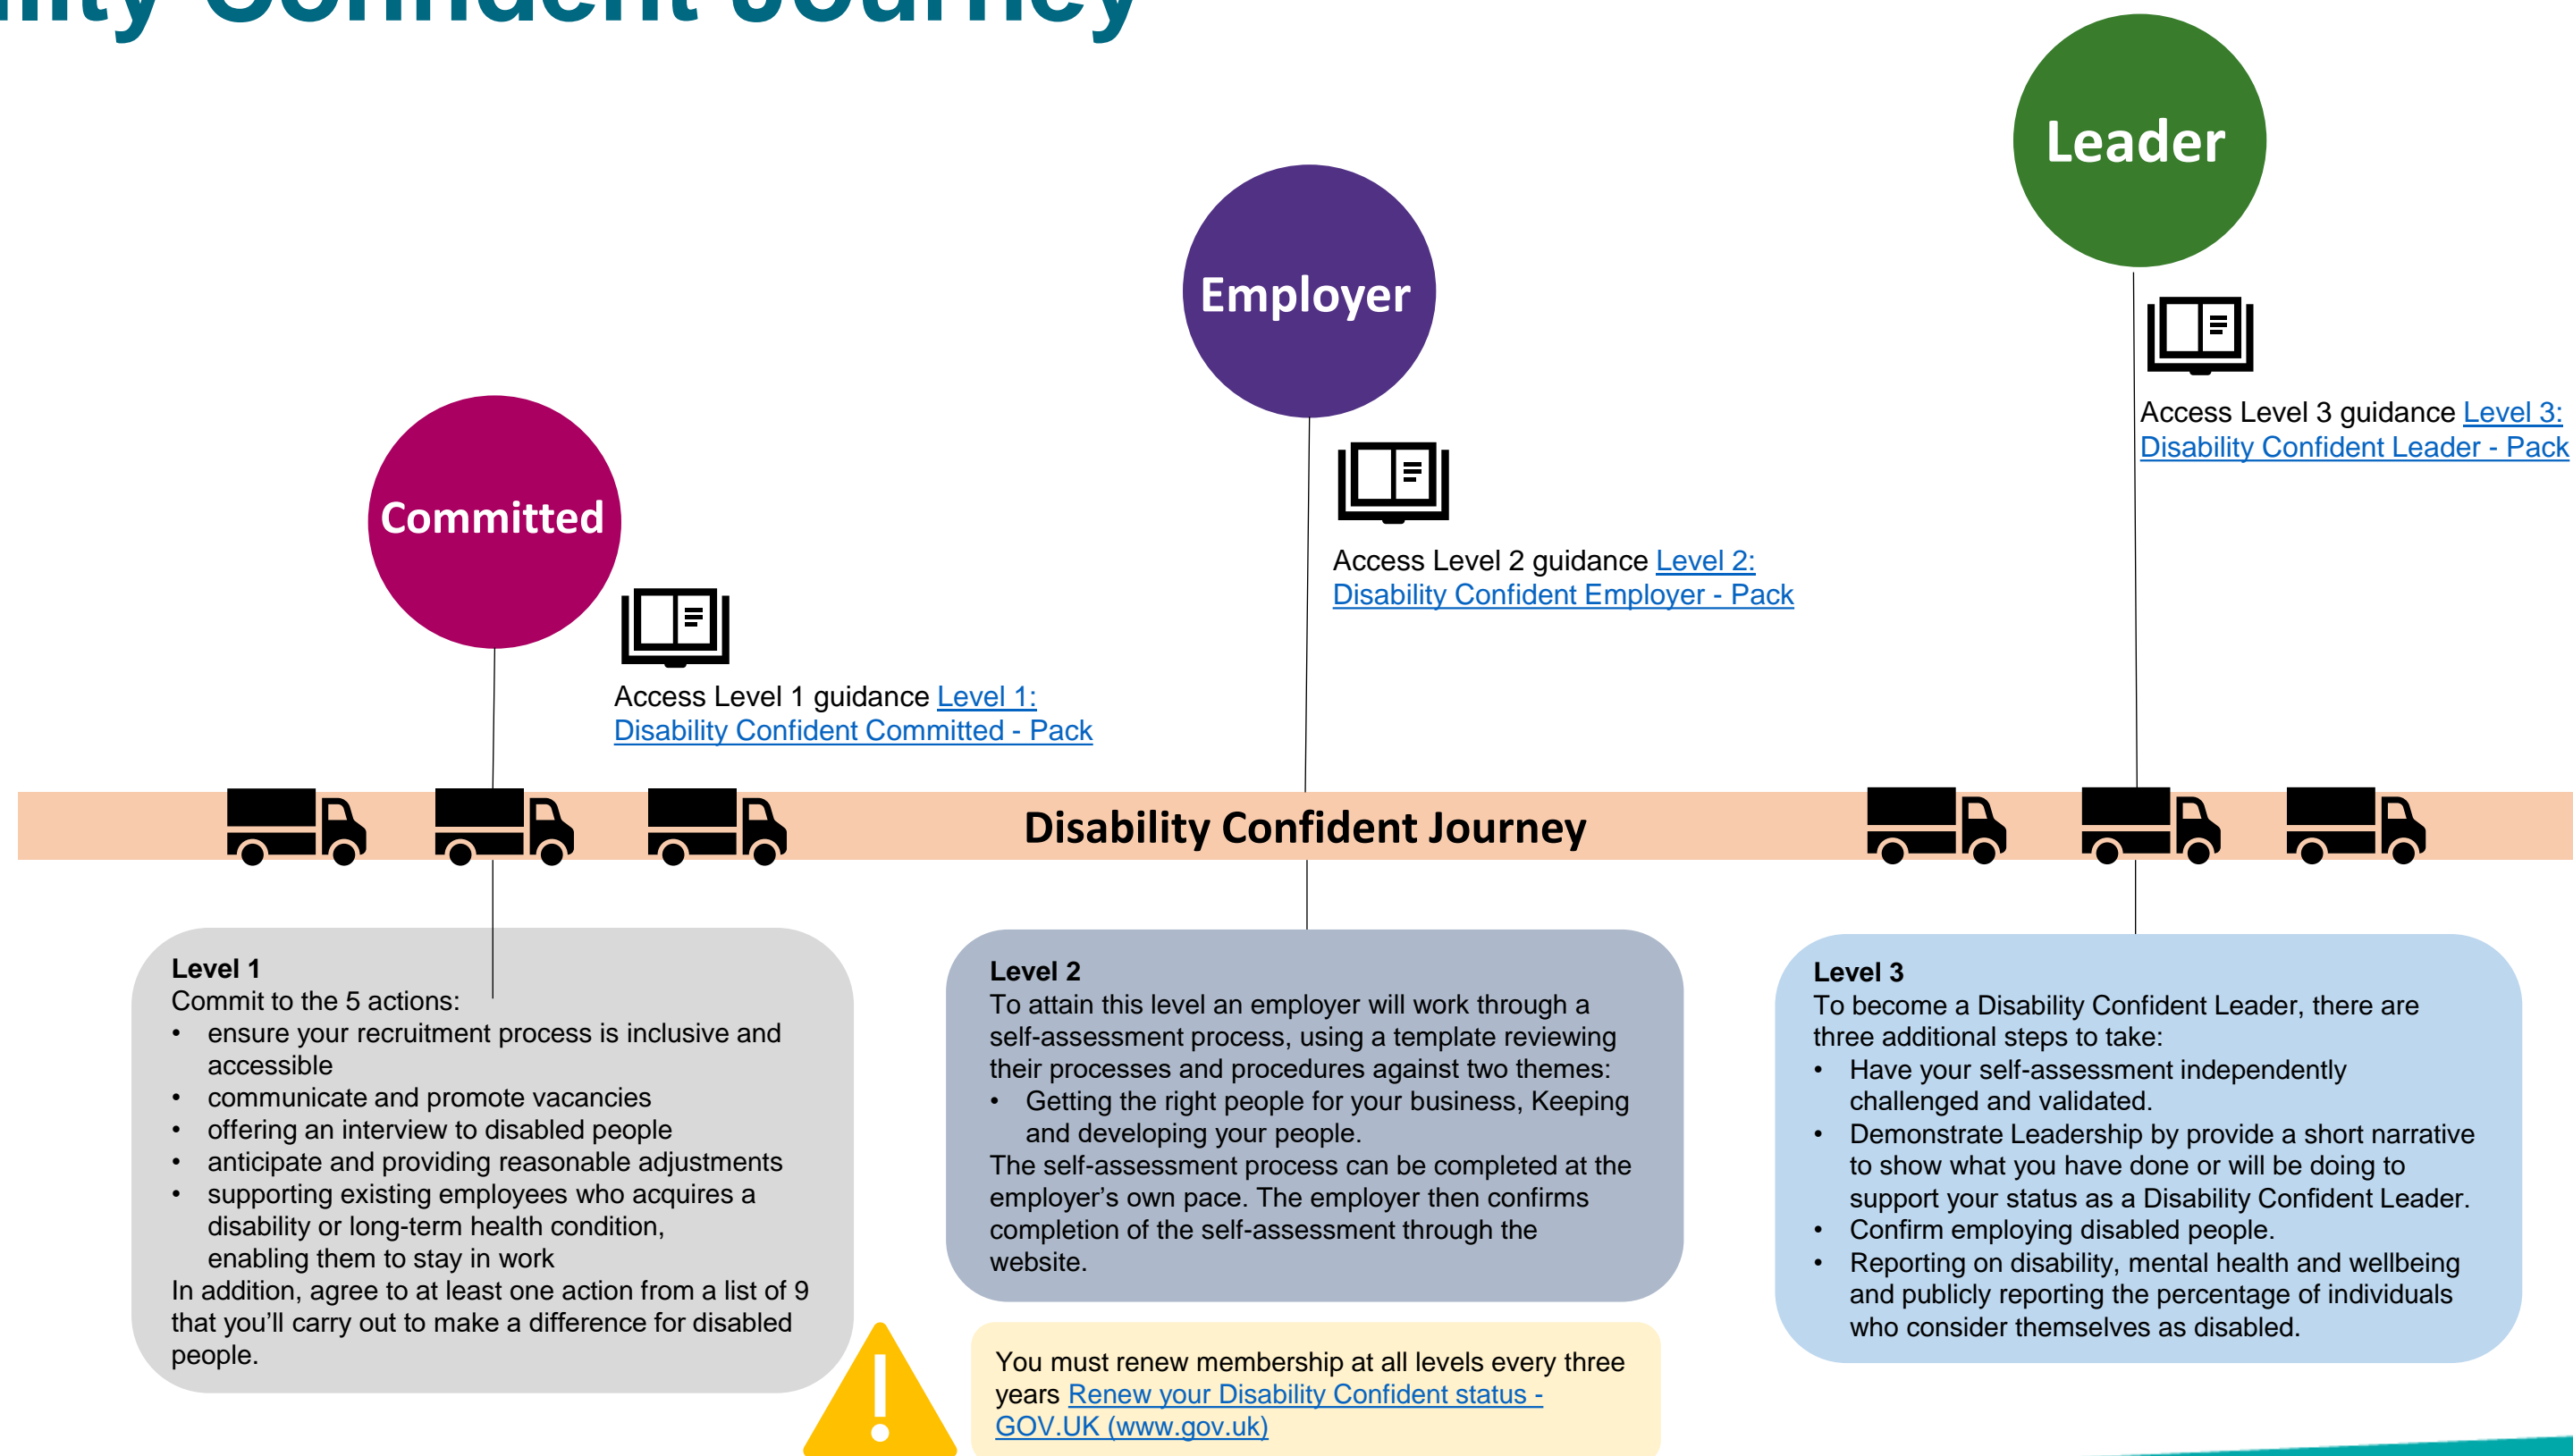 Confident Journey
Leader
Employer
Committed
Access Level 3 guidance Level 3:
Disability Confident Leader - Pack
Access Level 2 guidance Level 2:
Disability Confident Employer - Pack
Access Level 1 guidance Level 1:
Disability Confident Committed - Pack
Disability Confident Journey
Level 1
Commit to the 5 actions:
• ensure your recruitment process is inclusive and
accessible
• communicate and promote vacancies
• offering an interview to disabled people
• anticipate and providing reasonable adjustments
• supporting existing employees who acquires a
disability or long-term health condition,
enabling them to stay in work
In addition, agree to at least one action from a list of 9
that you’ll carry out to make a difference for disabled
people.
Level 2
To attain this level an employer will work through a
self-assessment process, using a template reviewing
their processes and procedures against two themes:
• Getting the right people for your business, Keeping
and developing your people.
The self-assessment process can be completed at the
employer’s own pace. The employer then confirms
completion of the self-assessment through the
website.
Level 3
To become a Disability Confident Leader, there are
three additional steps to take:
• Have your self-assessment independently
challenged and validated.
• Demonstrate Leadership by provide a short narrative
to show what you have done or will be doing to
support your status as a Disability Confident Leader.
• Confirm employing disabled people.
• Reporting on disability, mental health and wellbeing
and publicly reporting the percentage of individuals
who consider themselves as disabled.
You must renew membership at all levels every three
years Renew your Disability Confident status -
GOV.UK (www.gov.uk)